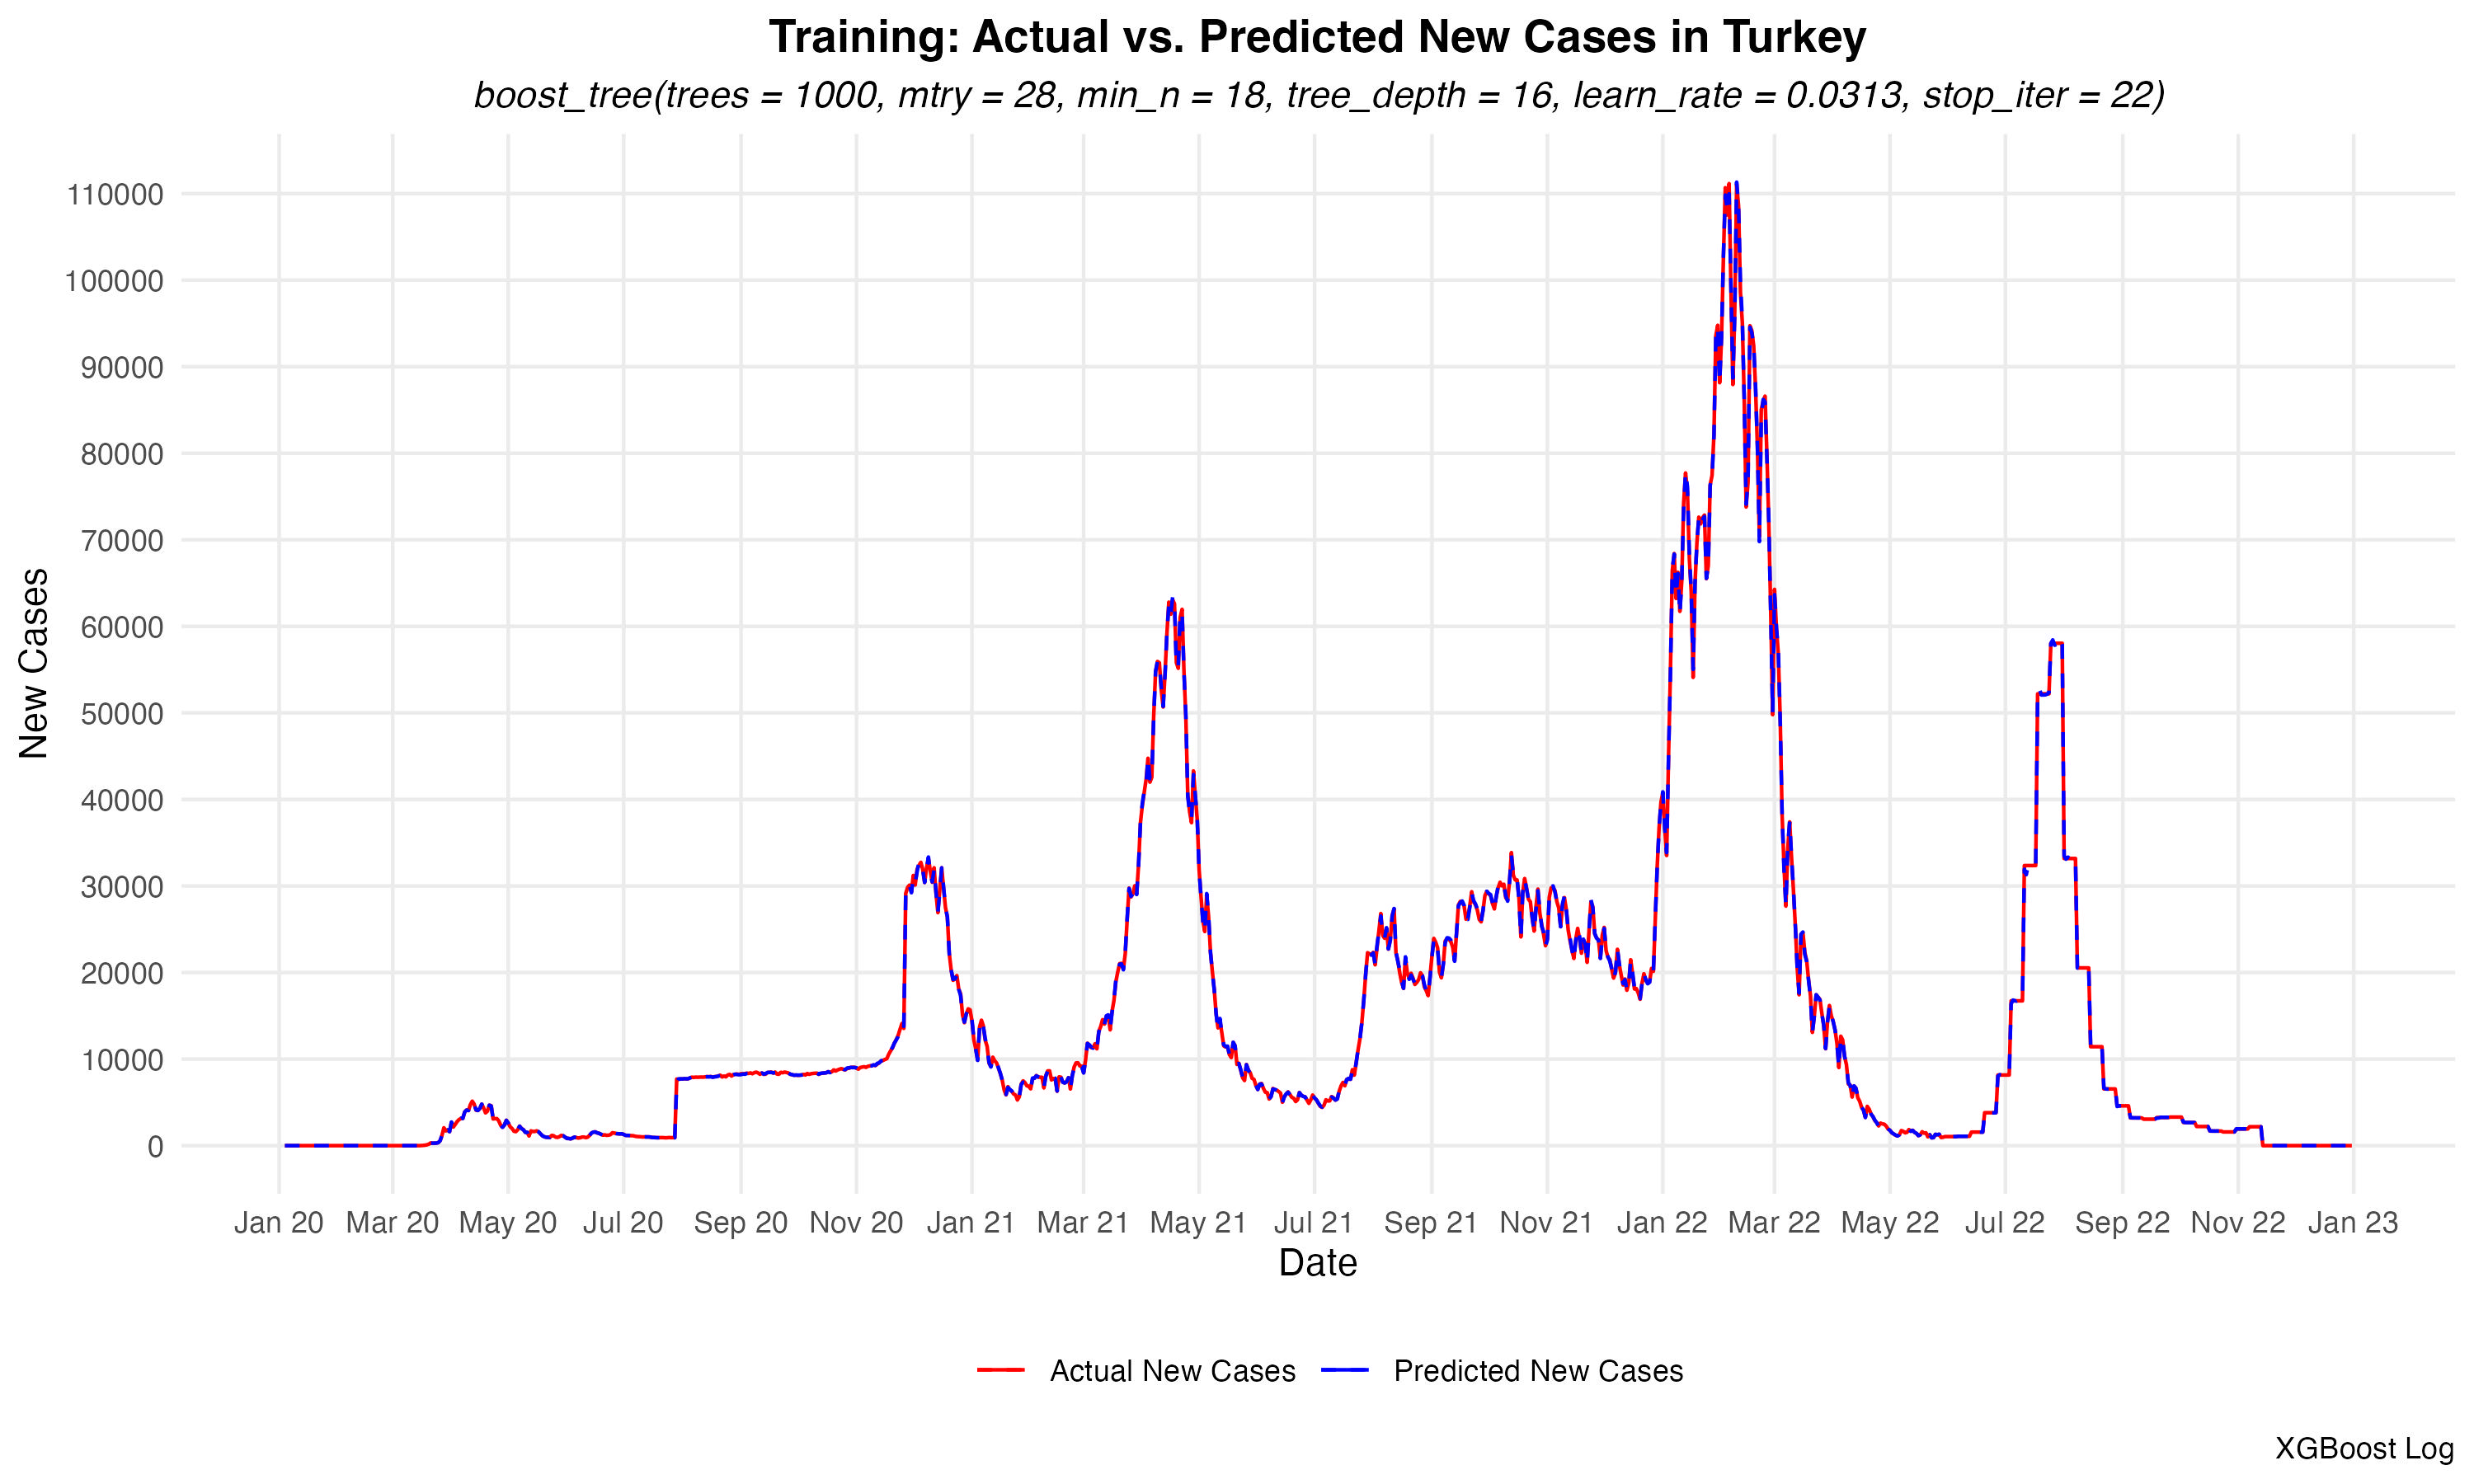 Training: Actual vs. Predicted New Cases in Turkey
boost_tree(trees = 1000, mtry = 28, min_n = 18, tree_depth = 16, learn_rate = 0.0313, stop_iter = 22)
110000
100000
90000
80000
70000
60000
50000
40000
30000
20000
10000
0
New Cases
Jan 20 Mar 20 May 20 Jul 20 Sep 20 Nov 20 Jan 21 Mar 21 May 21 Jul 21 Sep 21 Nov 21 Jan 22 Mar 22 May 22 Jul 22 Sep 22 Nov 22 Jan 23
Date
Actual New Cases Predicted New Cases
XGBoost Log